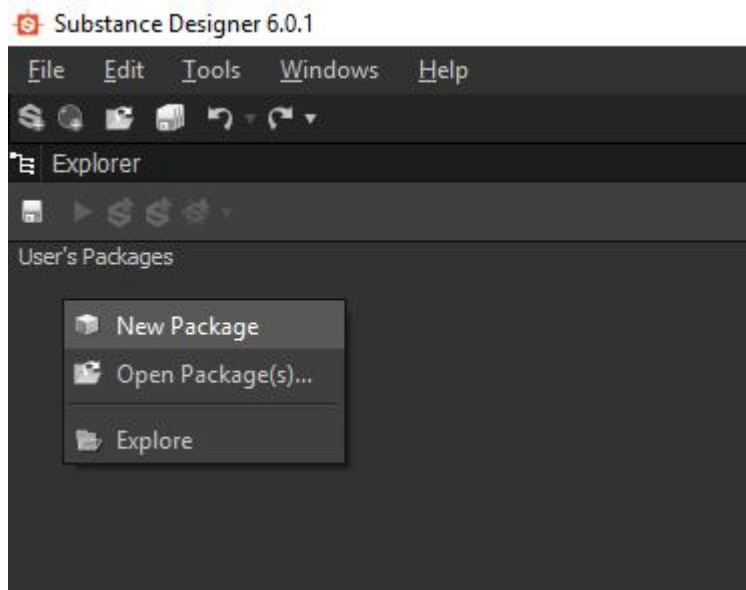 Substance Designer 6.0.1
File Edit Tools Windows Help
Explorer
User's Packages
New Package
Open Package(s)...
Explore